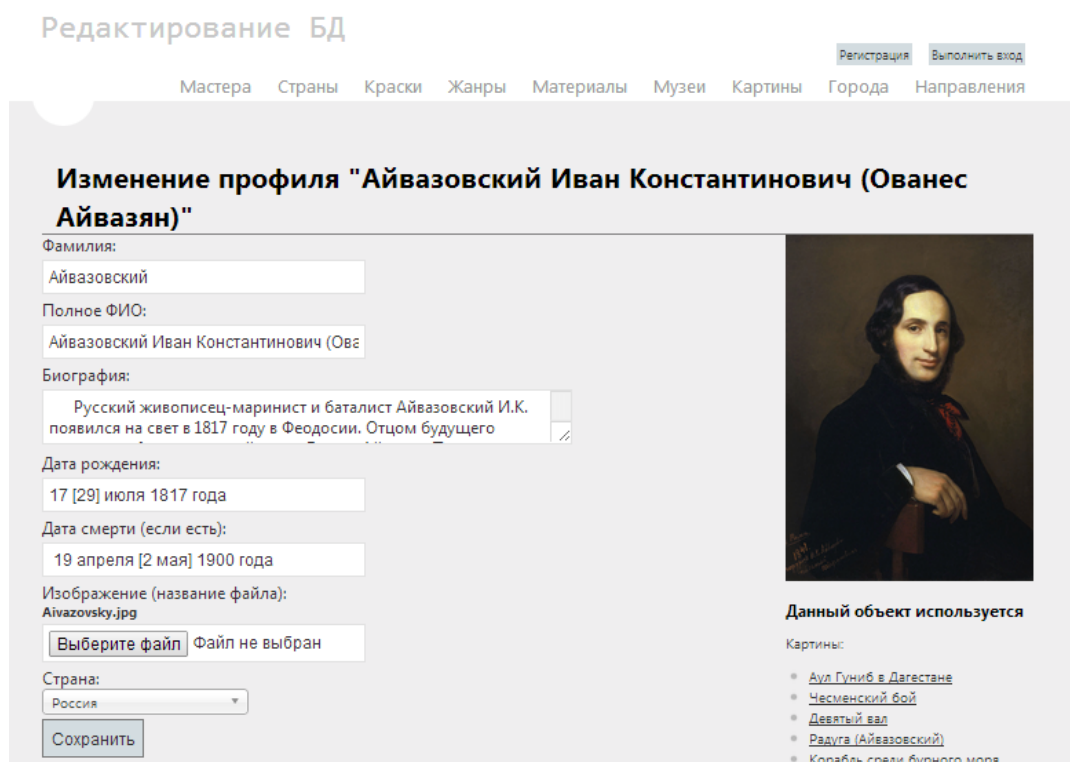 Редактирование БД
Регистрация Выполнить вход
Мастера Страны Краски Жанры Материалы Музеи Картины Города Направления
Изменение профиля "Айвазовский Иван Константинович (Ованес
Айвазян)"
Фамилия:
Айвазовский
Полное ФИО:
Айвазовский Иван Константинович (Ова
Биография:
Русский живописец-маринист и баталист Айвазовский И.К.
появился на свет в 1817 году в Феодосии. Отцом будущего
Дата рождения:
17 [29] июля 1817 года
Дата смерти (если есть):
19 апреля [2 мая] 1900 года
Изображение (название файла):
Aivazovsky.jpg
Выберите файл Файл не выбран
Страна:
Россия
Сохранить
Данный объект используется
Картины:
Аул Гуниб в Дагестане
Чесменский бой
Девятый вал
Радуга (Айвазовский)
Корабль среди бурного моря